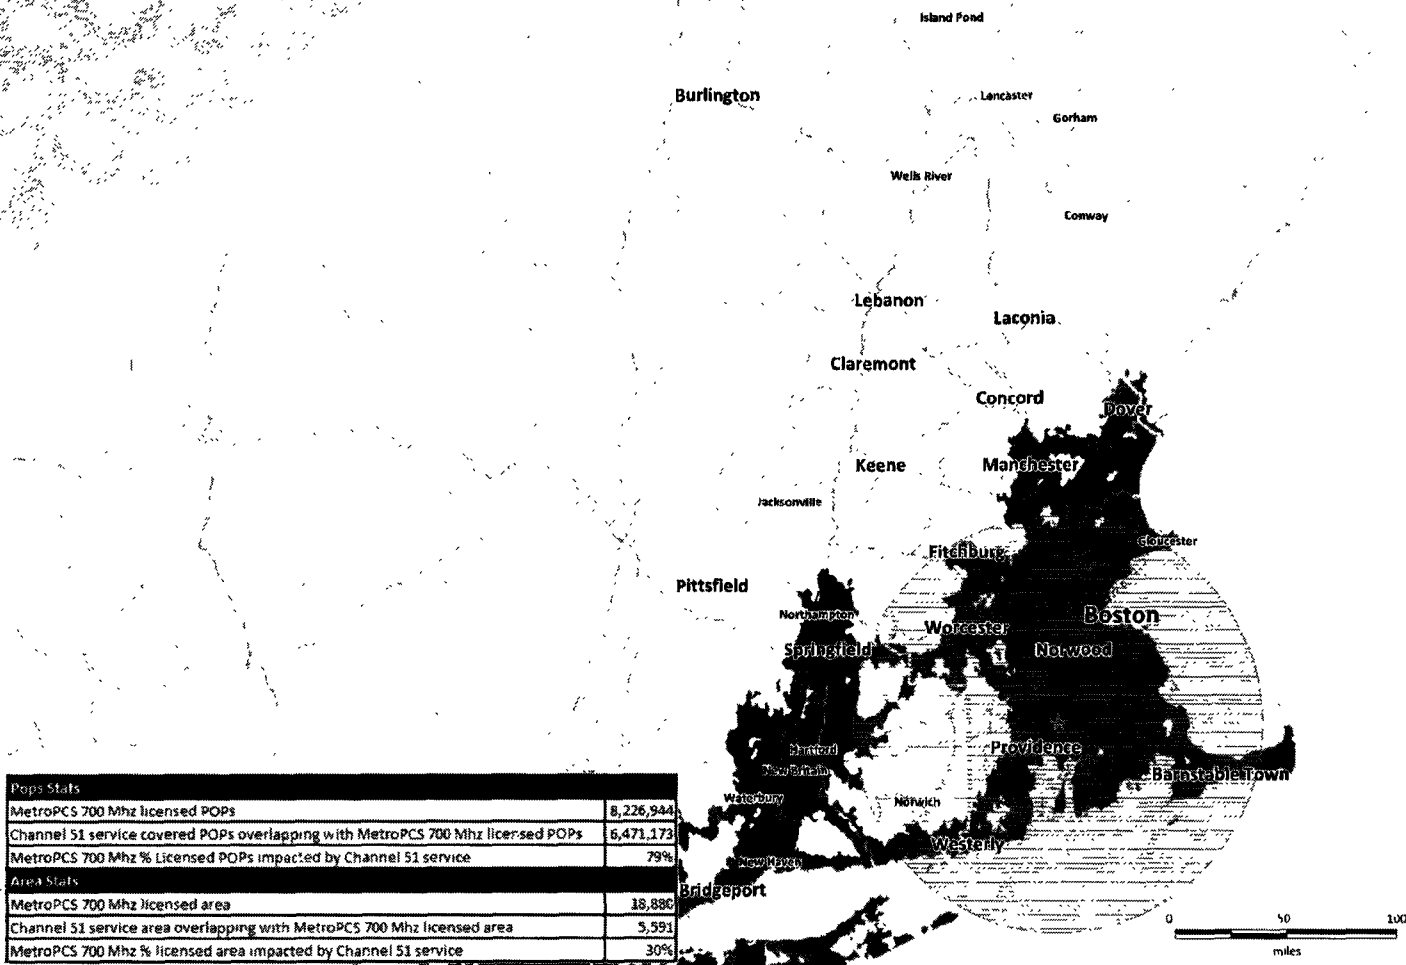 Island Pond
Burlington
Lancaster
Gorham
Wells River
Conway
Lebanon
Laconia
Claremont
Concord
Dover
Keene
Manchester
Jacksonville
Gloucester
Fitchburg
Pittsfield
Northampton
Boston
Worcester
Springfield
Norwood
Hartford
Providence
New Britain
Barnstable Town
Waterbury
Norwich
Westerly
New Haven
Bridgeport
Pops Stats
MetroPCS 700 Mhz licensed POPs 8,226,944
Channel 51 service covered POPs overlapping with MetroPCS 700 Mhz licensed POPs 6,471,173
MetroPCS 700 Mhz % Licensed POPs impacted by Channel 51 service 79%
Area Stats
MetroPCS 700 Mhz licensed area 18,880
Channel 51 service area overlapping with MetroPCS 700 Mhz licensed area 5,591
MetroPCS 700 Mhz % licensed area impacted by Channel 51 service 30%
0 50 100
miles